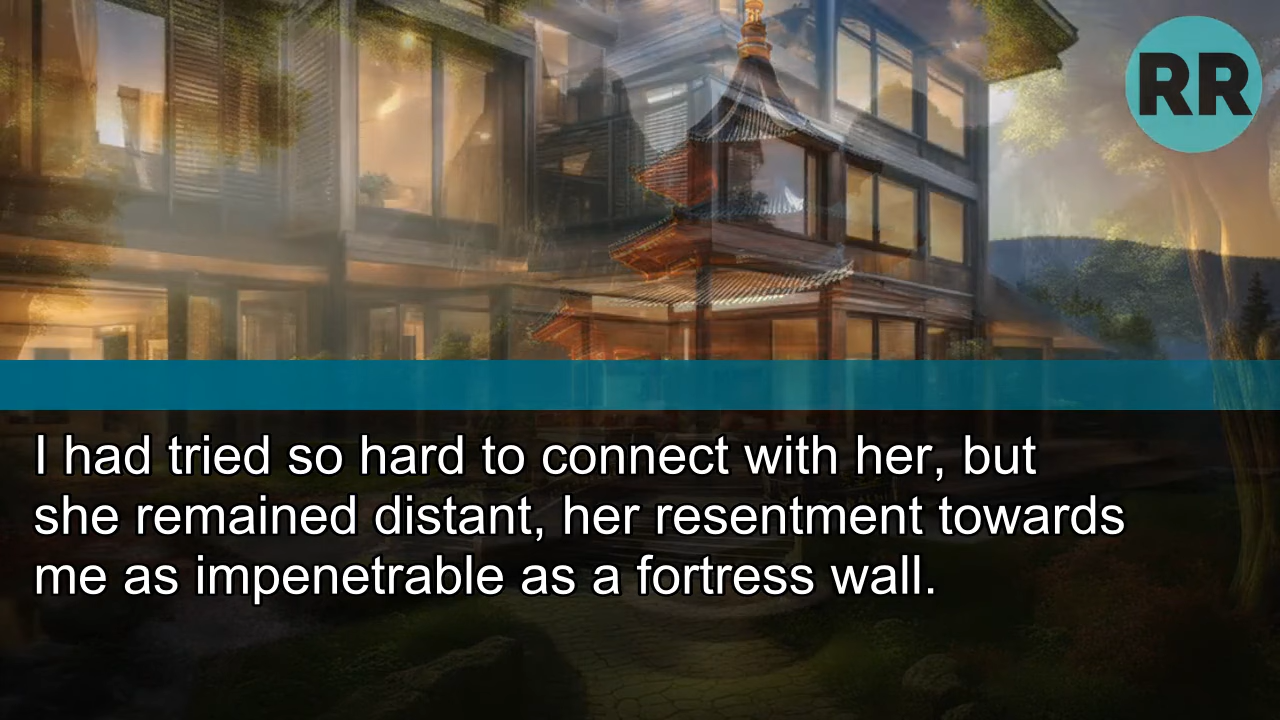 RR
I had tried so hard to connect with her, but
she remained distant, her resentment towards
me as impenetrable as a fortress wall.